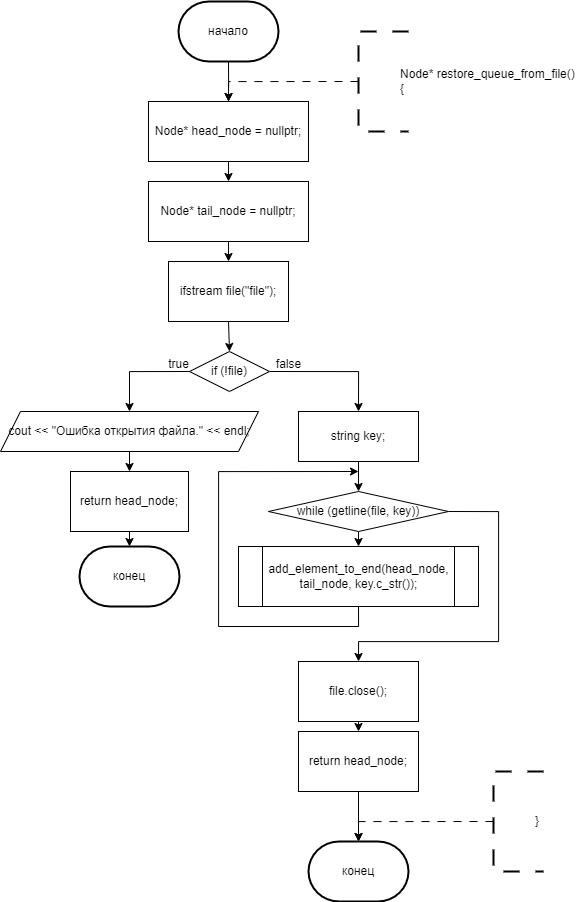 начало
Node* restore_queue_from_file()
{
Node* head_node = nullptr;
Node* tail_node = nullptr;
ifstream file("file");
if (!file)
true
false
cout << "Ошибка открытия файла." << endl;
string key;
return head_node;
while (getline(file, key))
конец
add_element_to_end(head_node,
tail_node, key.c_str());
file.close();
return head_node;
}
конец